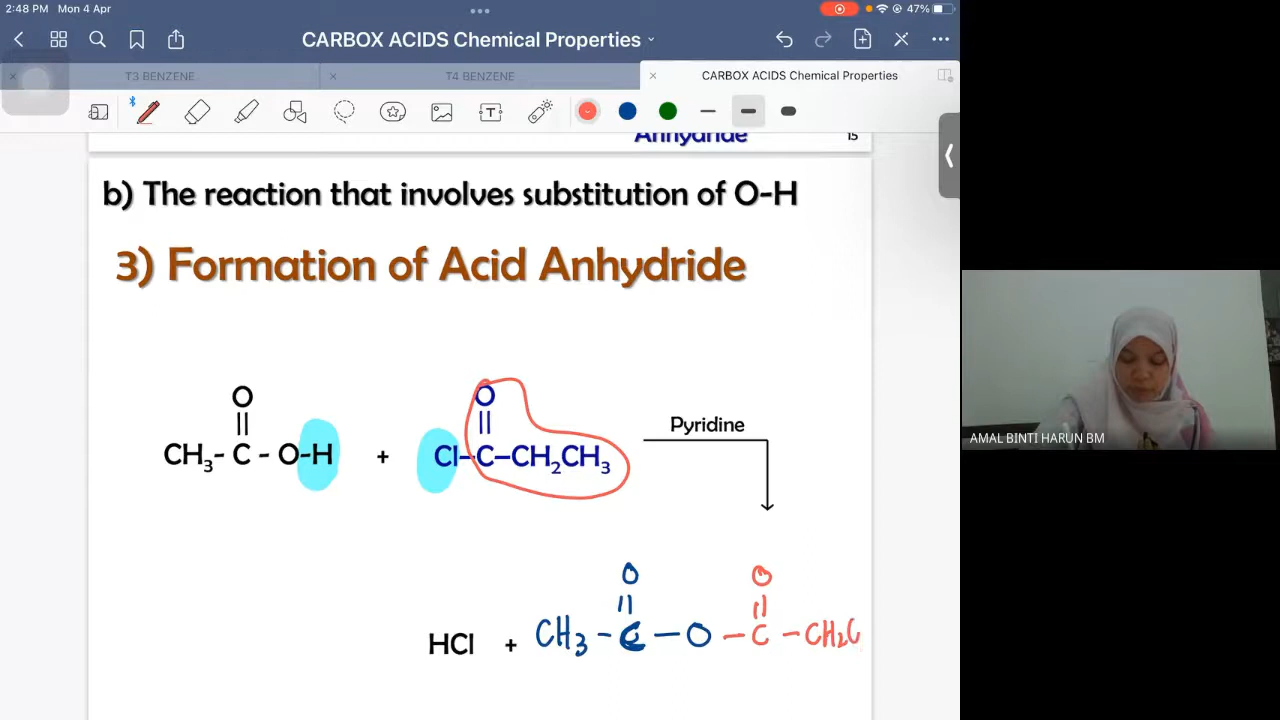 2:48 PM Mon 4 Apr
47%
CARBOX ACIDS Chemical Properties
T3 BENZENE
T4 BENZENE
CARBOX ACIDS Chemical Properties
T
Anhydride
15
b) The reaction that involves substitution of O-H
3) Formation of Acid Anhydride
O O
|| ||
CH3- C - O-H + Cl-C-CH2CH3
Pyridine
O O
|| ||
HCl + CH3 - C - O - C - CH2C
AMAL BINTI HARUN BM